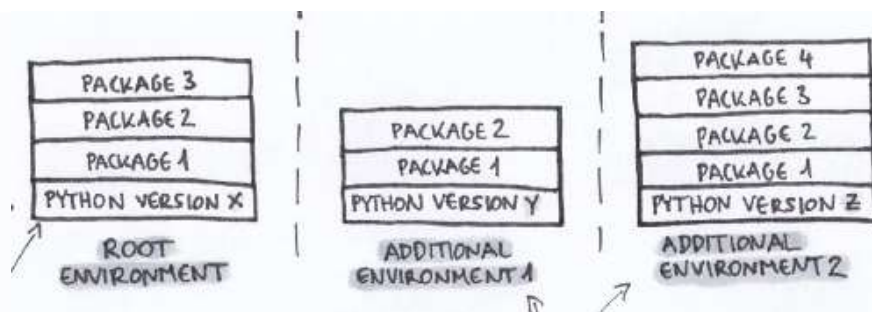 PACKAGE 3
PACKAGE 2
PACKAGE 1
PYTHON VERSION X
ROOT
ENVIRONMENT
PACKAGE 2
PACKAGE 1
PYTHON VERSION Y
ADDITIONAL
ENVIRONMENT 1
PACKAGE 4
PACKAGE 3
PACKAGE 2
PACKAGE 1
PYTHON VERSION Z
ADDITIONAL
ENVIRONMENT 2